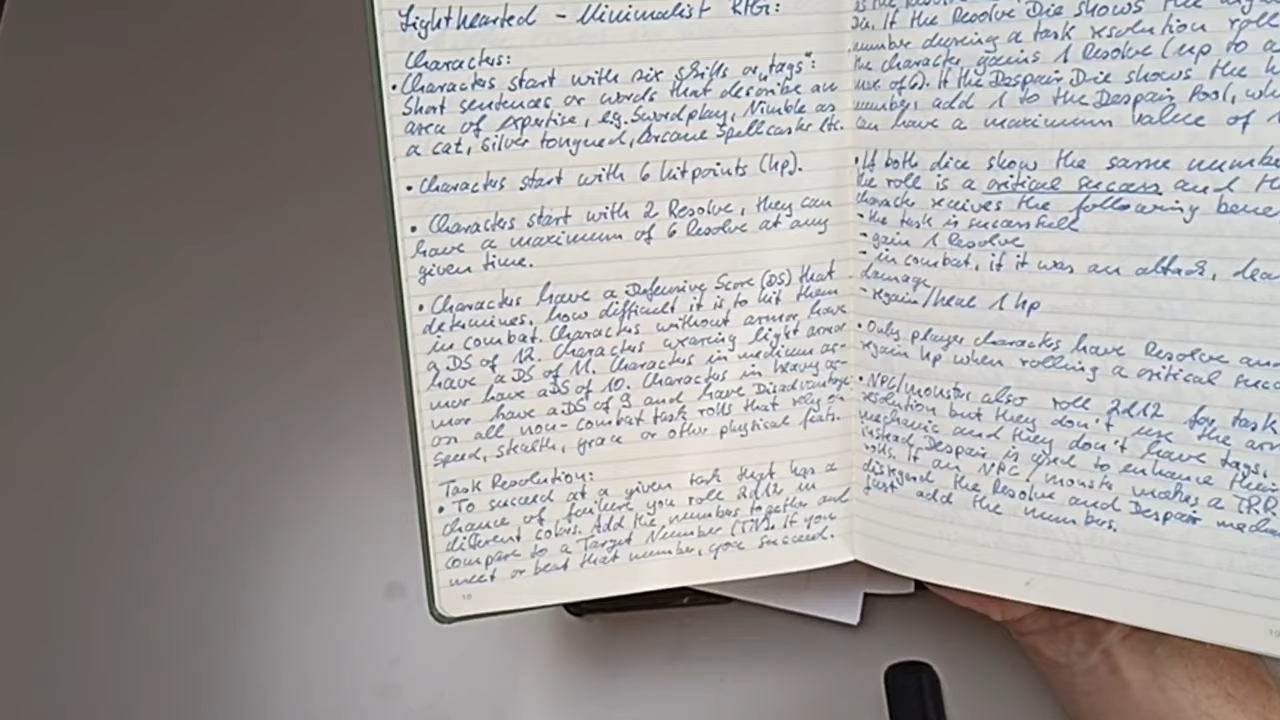 Lighthearted - Minimalist RPG:
Characters:
• Characters start with six skills or „tags":
Short sentences or words that describe an
area of expertise, e.g. Swordplay, Nimble as
a cat, Silver tongued, Arcane Spellcaster etc.
• Characters start with 6 hitpoints (hp).
• Characters start with 2 Resolve, they can
have a maximum of 6 Resolve at any
given time.
• Characters have a Defensive Score (DS) that
determines, how difficult it is to hit them
in combat. Characters without armor have
a DS of 12. Characters wearing light armor
have a DS of 11. Characters in medium ar-
mor have a DS of 10. Characters in heavy ar-
mor have a DS of 9 and have Disadvantage
on all non-combat task rolls that rely on
speed, stealth, grace or other physical feats.
Task Resolution:
• To succeed at a given task that has a
chance of failure you roll 2d12 in
different colors. Add the numbers together and
compare to a Target Number (TN). If you
meet or beat that number, you succeed.
10
If the Resolve Die shows the
number during a task resolution roll
the character gains 1 Resolve (up to a
max of 6). If the Despair Die shows the
number, add 1 to the Despair Pool,
can have a maximum value of
• If both dice show the same number
the roll is a critical success and
character receives the following
- the task is successfull
- gain 1 Resolve
- in combat, if it was an attack,
damage
- regain/heal 1 hp
• Only player characters have Resolve
regain hp when rolling a critical
• NPC/monsters also roll 2d12 for task
resolution but they don't use the
mechanic and they don't have tags,
instead Despair is used to enhance their
rolls. If an NPC/monster makes a TRR
disregard the Resolve and Despair
just add the numbers.